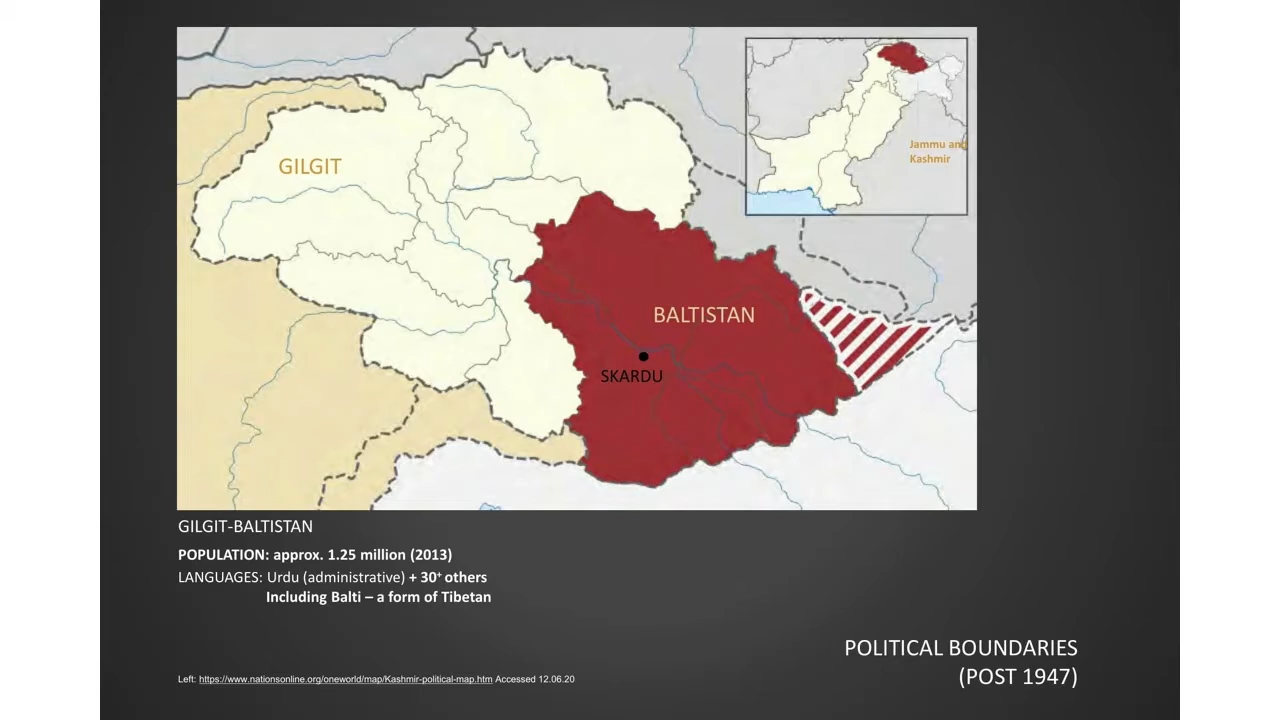 GILGIT
Jammu and
Kashmir
BALTISTAN
SKARDU
GILGIT-BALTISTAN
POPULATION: approx. 1.25 million (2013)
LANGUAGES: Urdu (administrative) + 30+ others
Including Balti – a form of Tibetan
POLITICAL BOUNDARIES
(POST 1947)
Left: https://www.nationsonline.org/oneworld/map/Kashmir-political-map.htm Accessed 12.06.20